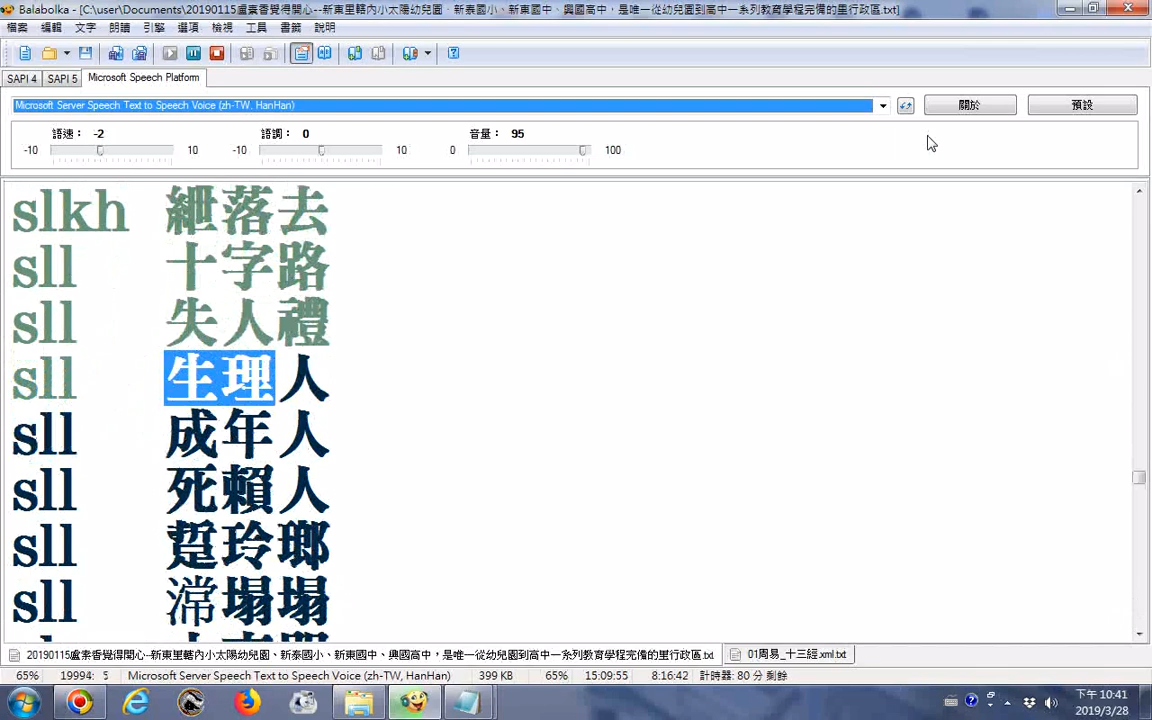 Balabolka - [C:\user\Documents\20190115盧素香覺得開心--新東里轄內小太陽幼兒園、新泰國小、新東國中、興國高中，是唯一從幼兒園到高中一系列教育學程完備的里行政區.txt]
檔案 編輯 文字 朗讀 引擎 選項 檢視 工具 書籤 說明
SAPI 4 SAPI 5 Microsoft Speech Platform
Microsoft Server Speech Text to Speech Voice (zh-TW, HanHan) 關於 預設
語速： -2 語調： 0 音量： 95
-10 10 -10 10 0 100
slkh 紲落去
sll 十字路
sll 失人禮
sll 生理人
sll 成年人
sll 死賴人
sll 踅玲瑯
sll 塌塌
20190115盧素香覺得開心--新東里轄內小太陽幼兒園、新泰國小、新東國中、興國高中，是唯一從幼兒園到高中一系列教育學程完備的里行政區.txt 01周易_十三經.xml.txt
65% 19994: 5 Microsoft Server Speech Text to Speech Voice (zh-TW, HanHan) 399 KB 65% 15:09:55 8:16:42 計時器: 80 分 剩餘
下午 10:41
2019/3/28